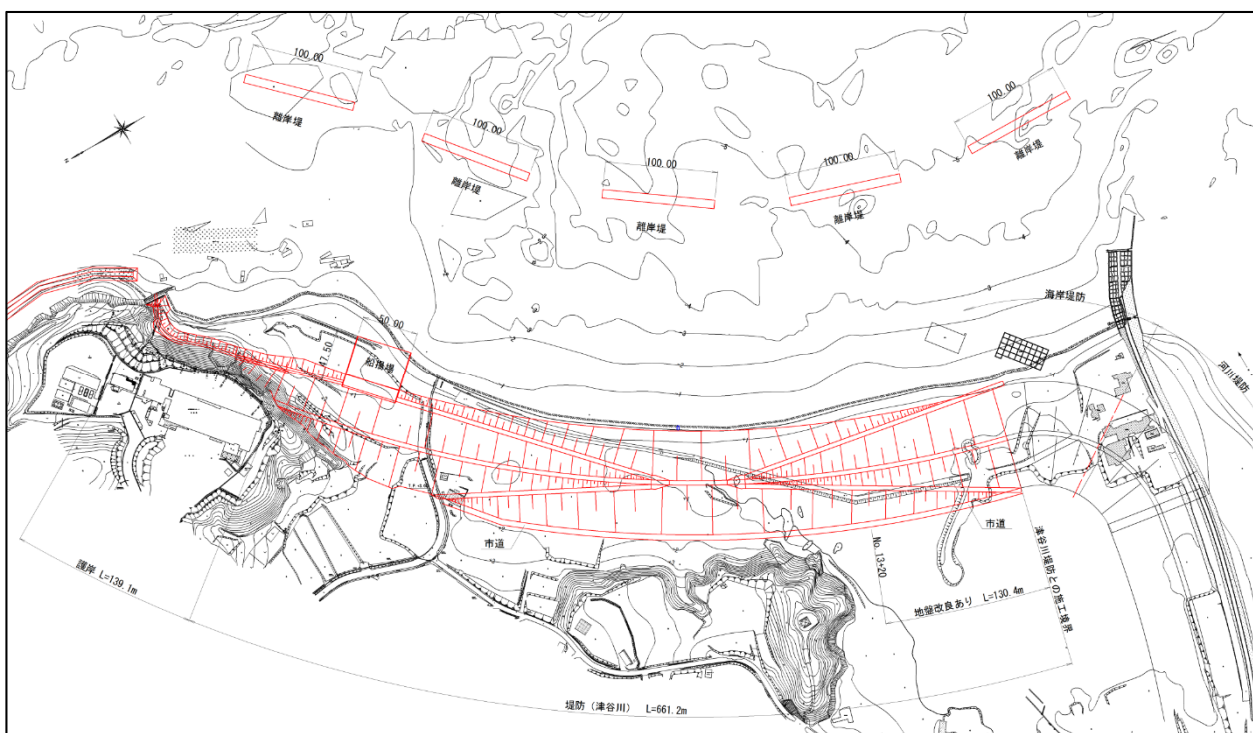 100.00
離岸堤
100.00
離岸堤
100.00
離岸堤
100.00
離岸堤
100.00
離岸堤
海岸堤防
河川堤防
50.00
47.50
船揚堤
市道
市道
No.13+20
地盤改良あり L=130.4m
津谷川堤防との施工境界
護岸 L=139.1m
堤防（津谷川） L=661.2m